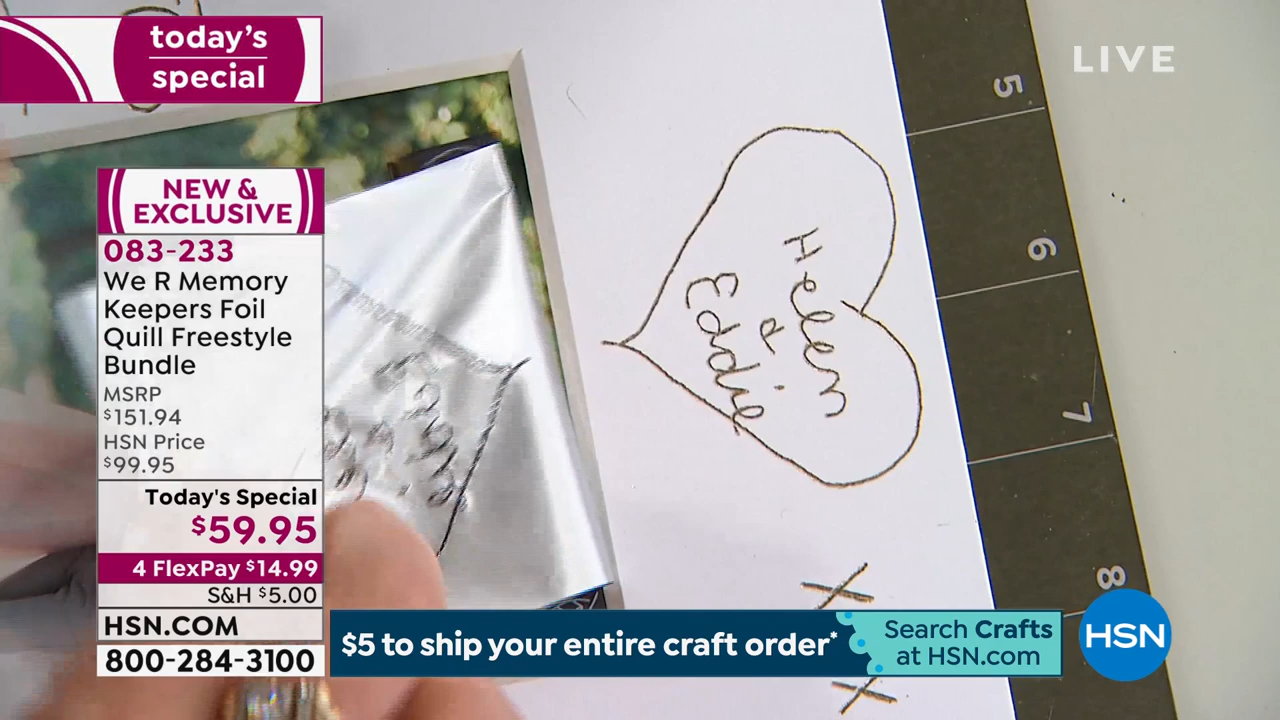 today's
special
LIVE
NEW &
EXCLUSIVE
083-233
We R Memory
Keepers Foil
Quill Freestyle
Bundle
MSRP
$151.94
HSN Price
$99.95
Today's Special
$59.95
4 FlexPay $14.99
S&H $5.00
HSN.COM
800-284-3100
$5 to ship your entire craft order*
Search Crafts
at HSN.com
HSN
Helen
&
Eddie
X
X
5
6
7
8